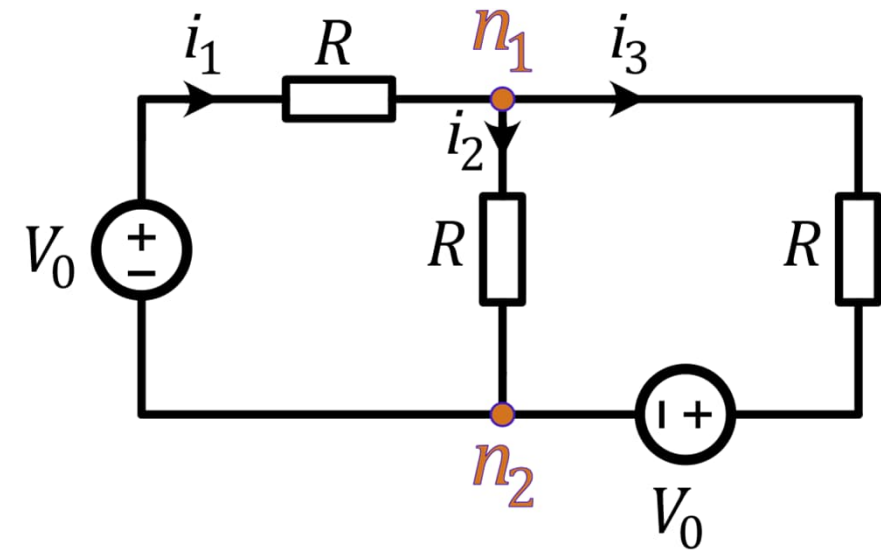 i₁ R n₁ i₃
i₂
V₀ + − R R
− +
n₂
V₀